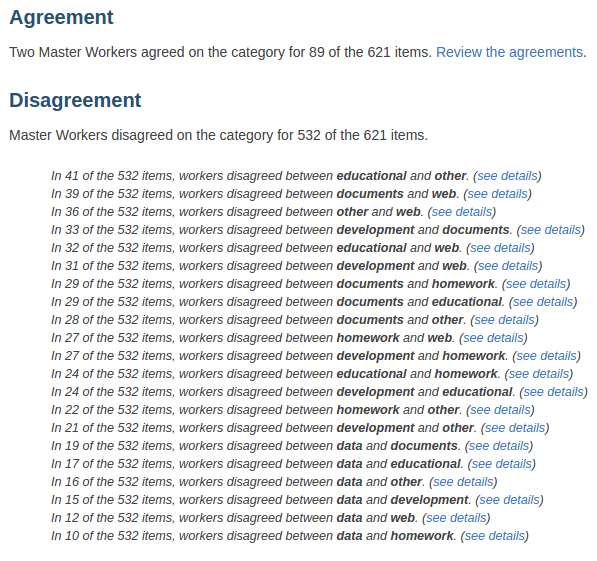 Agreement
Two Master Workers agreed on the category for 89 of the 621 items. Review the agreements.
Disagreement
Master Workers disagreed on the category for 532 of the 621 items.
In 41 of the 532 items, workers disagreed between educational and other. (see details)
In 39 of the 532 items, workers disagreed between documents and web. (see details)
In 36 of the 532 items, workers disagreed between other and web. (see details)
In 33 of the 532 items, workers disagreed between development and documents. (see details)
In 32 of the 532 items, workers disagreed between educational and web. (see details)
In 31 of the 532 items, workers disagreed between development and web. (see details)
In 29 of the 532 items, workers disagreed between documents and homework. (see details)
In 29 of the 532 items, workers disagreed between documents and educational. (see details)
In 28 of the 532 items, workers disagreed between documents and other. (see details)
In 27 of the 532 items, workers disagreed between homework and web. (see details)
In 27 of the 532 items, workers disagreed between development and homework. (see details)
In 24 of the 532 items, workers disagreed between educational and homework. (see details)
In 24 of the 532 items, workers disagreed between development and educational. (see details)
In 22 of the 532 items, workers disagreed between homework and other. (see details)
In 21 of the 532 items, workers disagreed between development and other. (see details)
In 19 of the 532 items, workers disagreed between data and documents. (see details)
In 17 of the 532 items, workers disagreed between data and educational. (see details)
In 16 of the 532 items, workers disagreed between data and other. (see details)
In 15 of the 532 items, workers disagreed between data and development. (see details)
In 12 of the 532 items, workers disagreed between data and web. (see details)
In 10 of the 532 items, workers disagreed between data and homework. (see details)